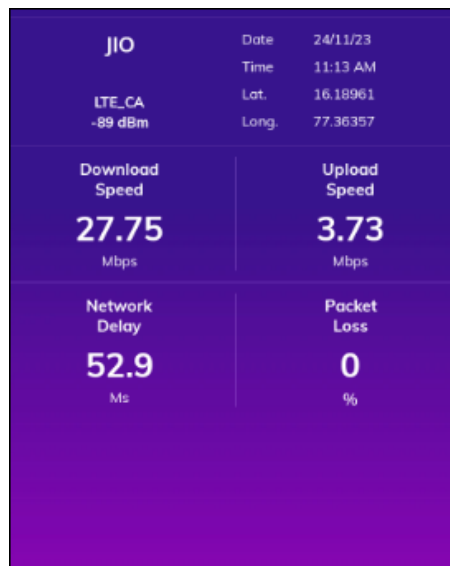 JIO
LTE_CA
-89 dBm
Date 24/11/23
Time 11:13 AM
Lat. 16.18961
Long. 77.36357
Download
Speed
27.75
Mbps
Upload
Speed
3.73
Mbps
Network
Delay
52.9
Ms
Packet
Loss
0
%